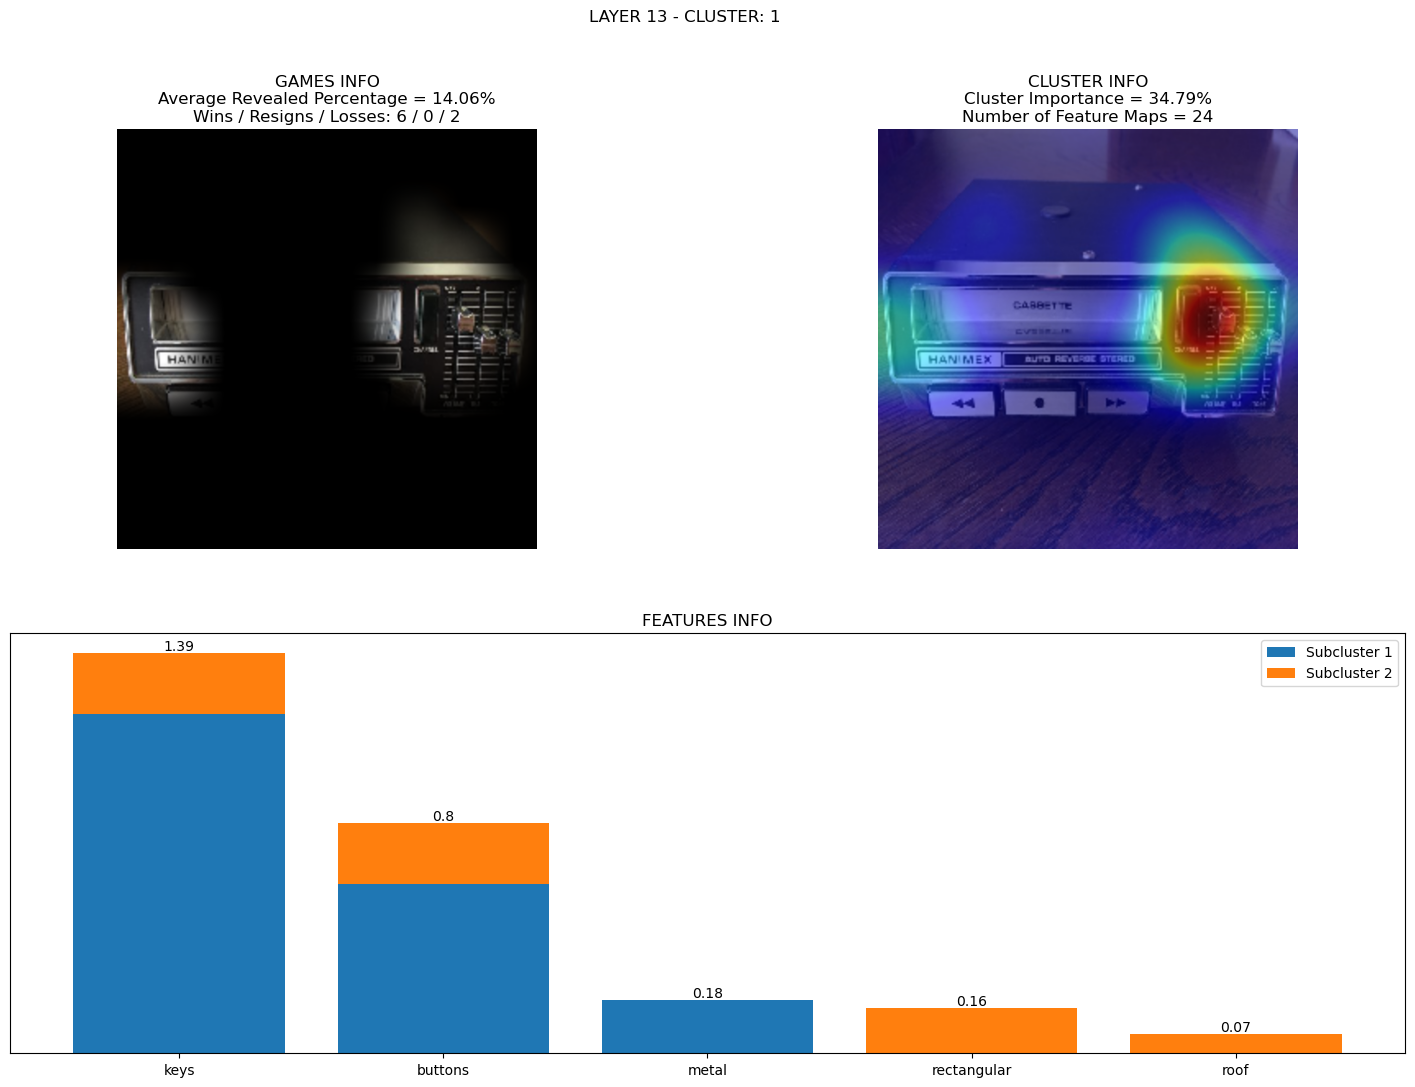 LAYER 13 - CLUSTER: 1
GAMES INFO
Average Revealed Percentage = 14.06%
Wins / Resigns / Losses: 6 / 0 / 2
HANIME
CLUSTER INFO
Cluster Importance = 34.79%
Number of Feature Maps = 24
CASSETTE
HANIMEX
AUTO REVERSE STEREO
FEATURES INFO
Subcluster 1
Subcluster 2
1.39
0.8
0.18
0.16
0.07
keys
buttons
metal
rectangular
roof